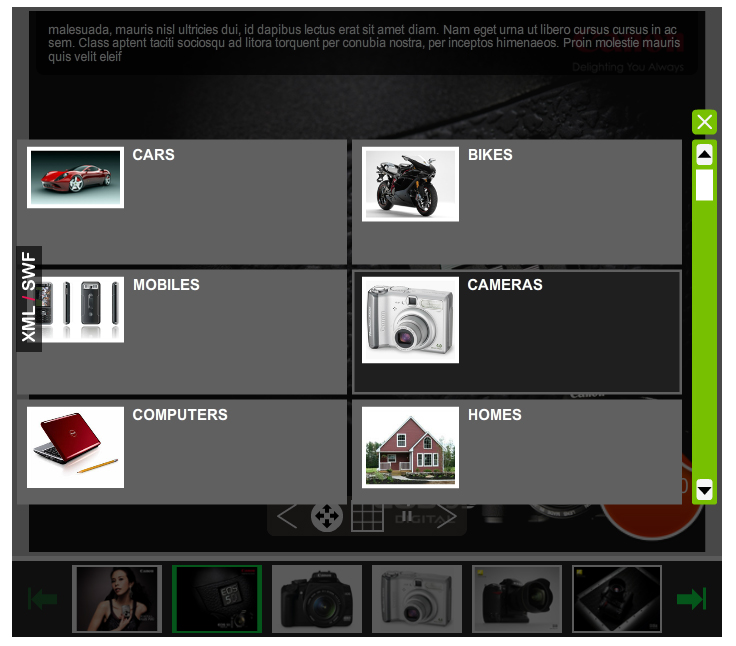 malesuada, mauris nisl ultricies dui, id dapibus lectus erat sit amet diam. Nam eget urna ut libero cursus cursus in ac
sem. Class aptent taciti sociosqu ad litora torquent per conubia nostra, per inceptos himenaeos. Proin molestie mauris
quis velit eleif
Delighting You Always
CARS
BIKES
XML / SWF
MOBILES
CAMERAS
Canon
COMPUTERS
HOMES
DIGITAL